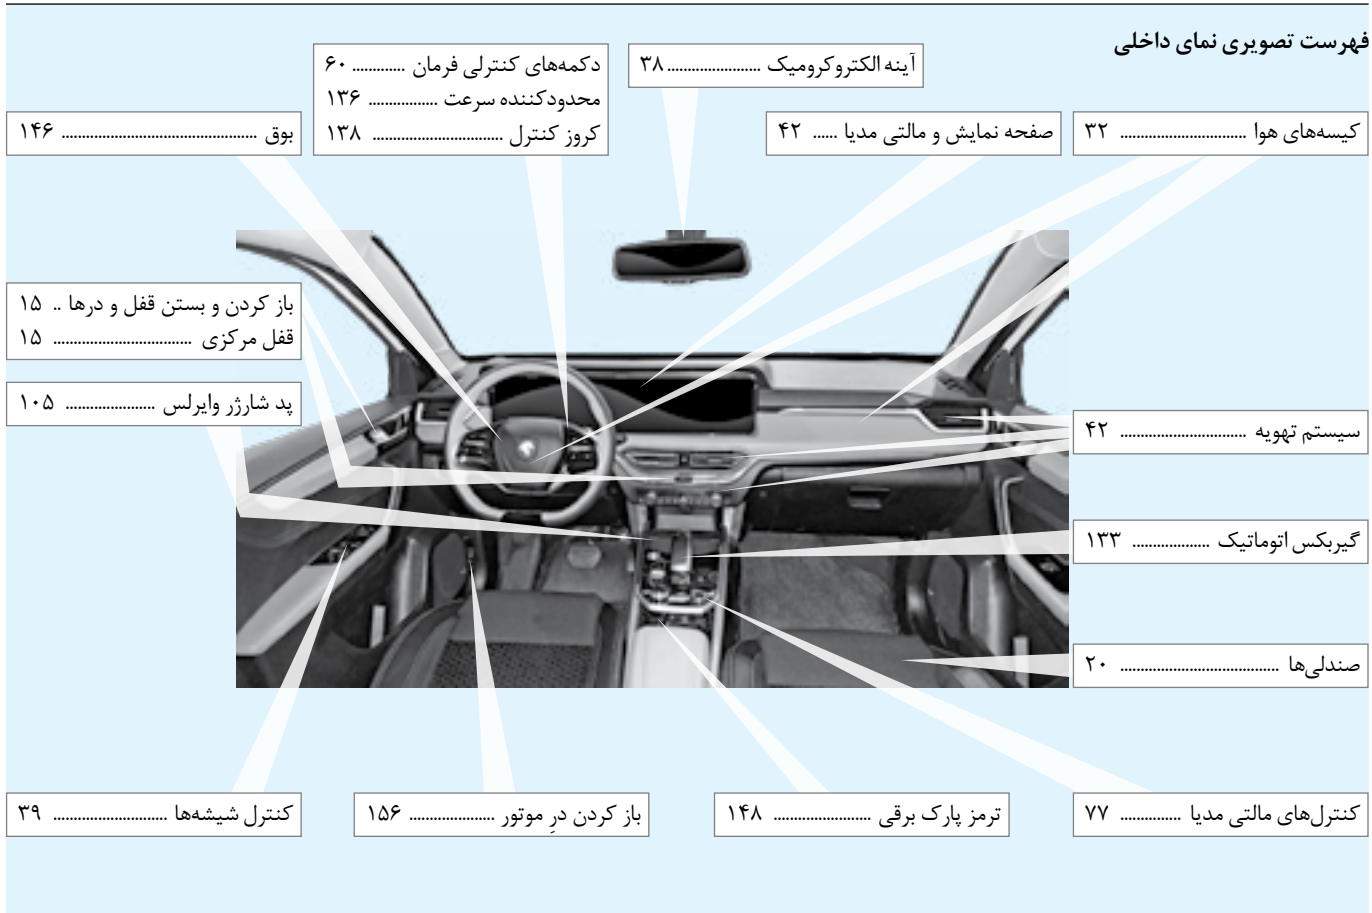 فهرست تصویری نمای داخلی
آینه الکتروکرومیک ....................... ۳۸
دکمه‌های کنترلی فرمان ............. ۶۰
محدودکننده سرعت ................. ۱۳۶
کروز کنترل ................................ ۱۳۸
کیسه‌های هوا ............................... ۳۲
صفحه نمایش و مالتی مدیا ...... ۴۲
بوق ................................................ ۱۴۶
باز کردن و بستن قفل و درها .. ۱۵
قفل مرکزی .................................. ۱۵
پد شارژر وایرلس ...................... ۱۰۵
سیستم تهویه ............................... ۴۲
گیربکس اتوماتیک ................... ۱۳۳
صندلی‌ها ....................................... ۲۰
کنترل‌های مالتی مدیا ............... ۷۷
ترمز پارک برقی ........................ ۱۴۸
باز کردن درِ موتور ..................... ۱۵۶
کنترل شیشه‌ها ............................ ۳۹